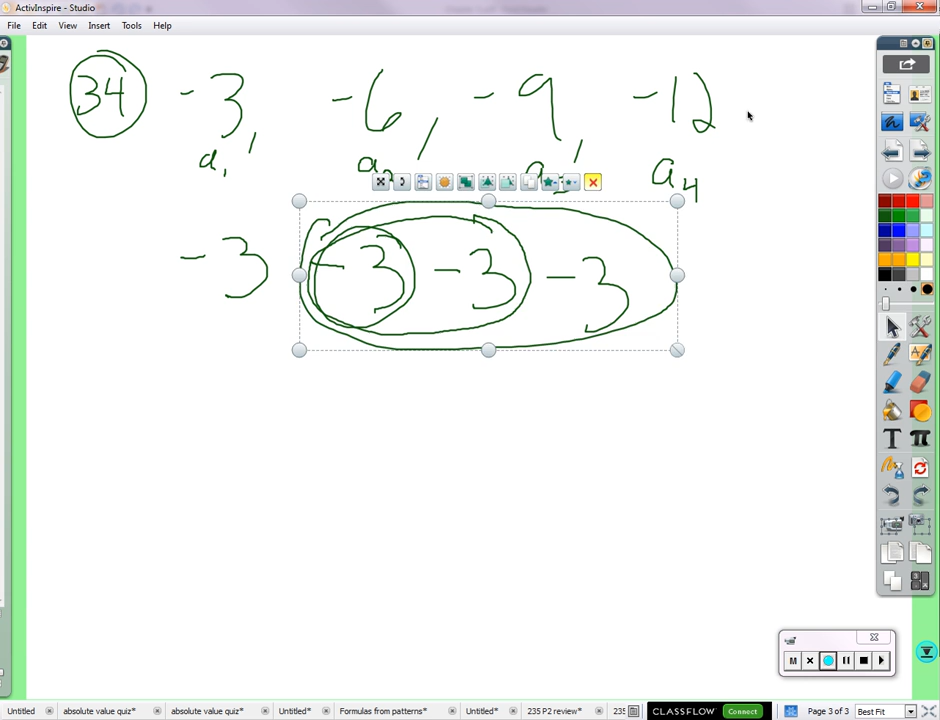 ActivInspire - Studio
File Edit View Insert Tools Help
34 -3, -6, -9, -12
a1 a2 a3 a4
-3 -3 -3 -3
Untitled absolute value quiz* absolute value quiz* Untitled* Formulas from patterns* Untitled* 235 P2 review* 235 CLASSFLOW Connect Page 3 of 3 Best Fit